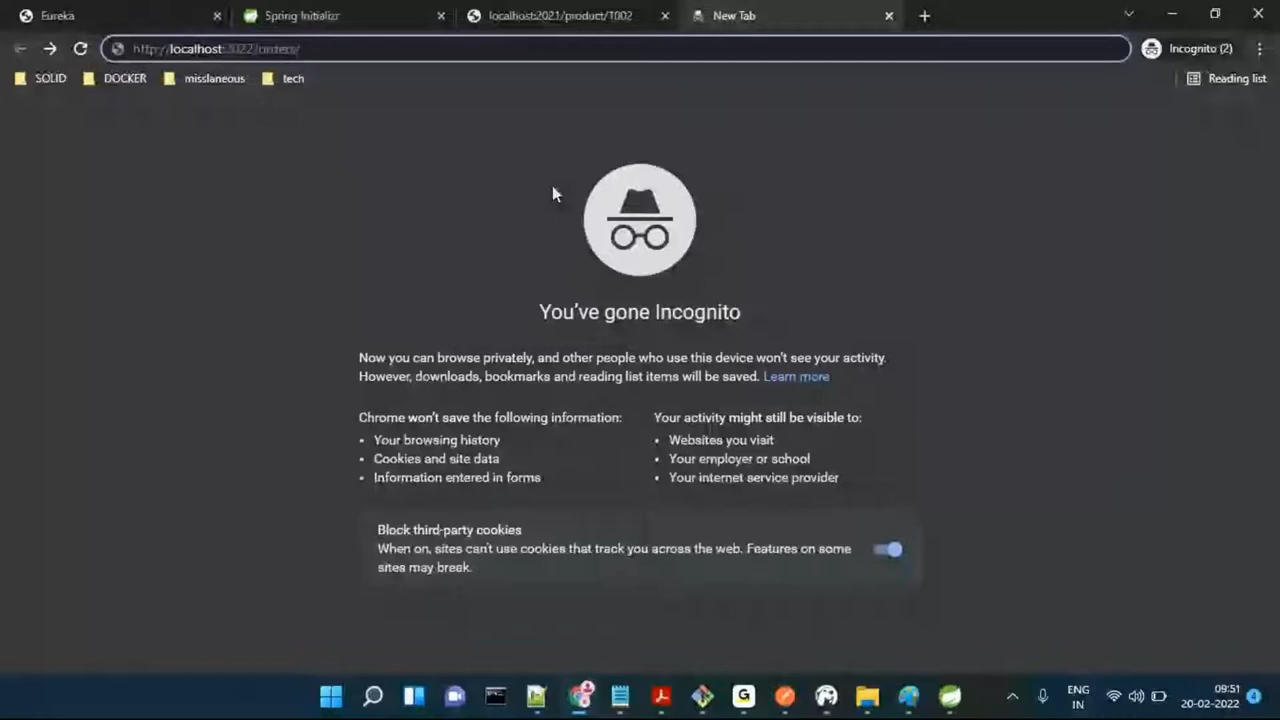 Eureka
Spring Initializr
localhost:2021/product/1002
New Tab
http://localhost:2022/orders/
Incognito (2)
SOLID
DOCKER
misslaneous
tech
Reading list
You've gone Incognito
Now you can browse privately, and other people who use this device won't see your activity.
However, downloads, bookmarks and reading list items will be saved. Learn more
Chrome won't save the following information:
Your activity might still be visible to:
• Your browsing history
• Cookies and site data
• Information entered in forms
• Websites you visit
• Your employer or school
• Your internet service provider
Block third-party cookies
When on, sites can't use cookies that track you across the web. Features on some
sites may break.
ENG
IN
09:51
20-02-2022
4